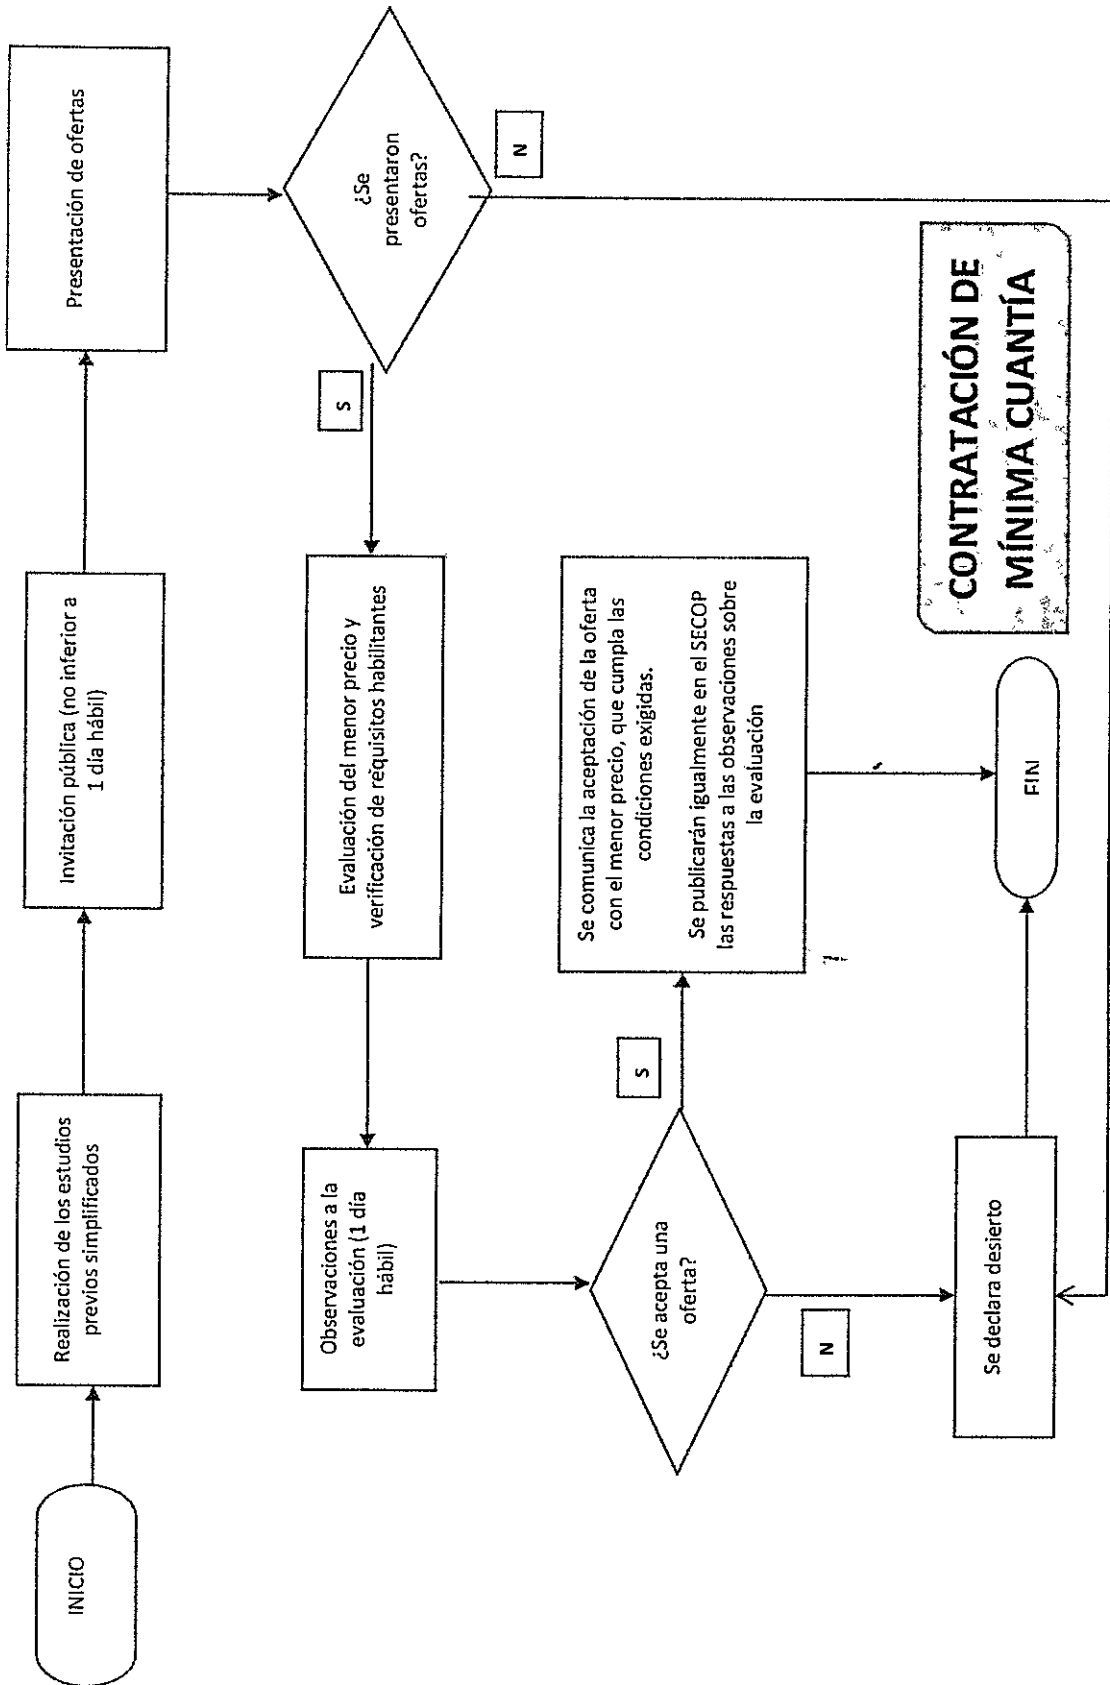 INICIO
Realización de los estudios
previos simplificados
Invitación pública (no inferior a
1 día hábil)
Presentación de ofertas
¿Se
presentaron
ofertas?
S
N
Evaluación del menor precio y
verificación de réquisitos habilitantes
Observaciones a la
evaluación (1 día
hábil)
¿Se acepta una
oferta?
S
N
Se comunica la aceptación de la oferta
con el menor precio, que cumpla las
condiciones exigidas.
Se publicarán igualmente en el SECOP
las respuestas a las observaciones sobre
la evaluación
Se declara desierto
FIN
CONTRATACIÓN DE
MÍNIMA CUANTÍA